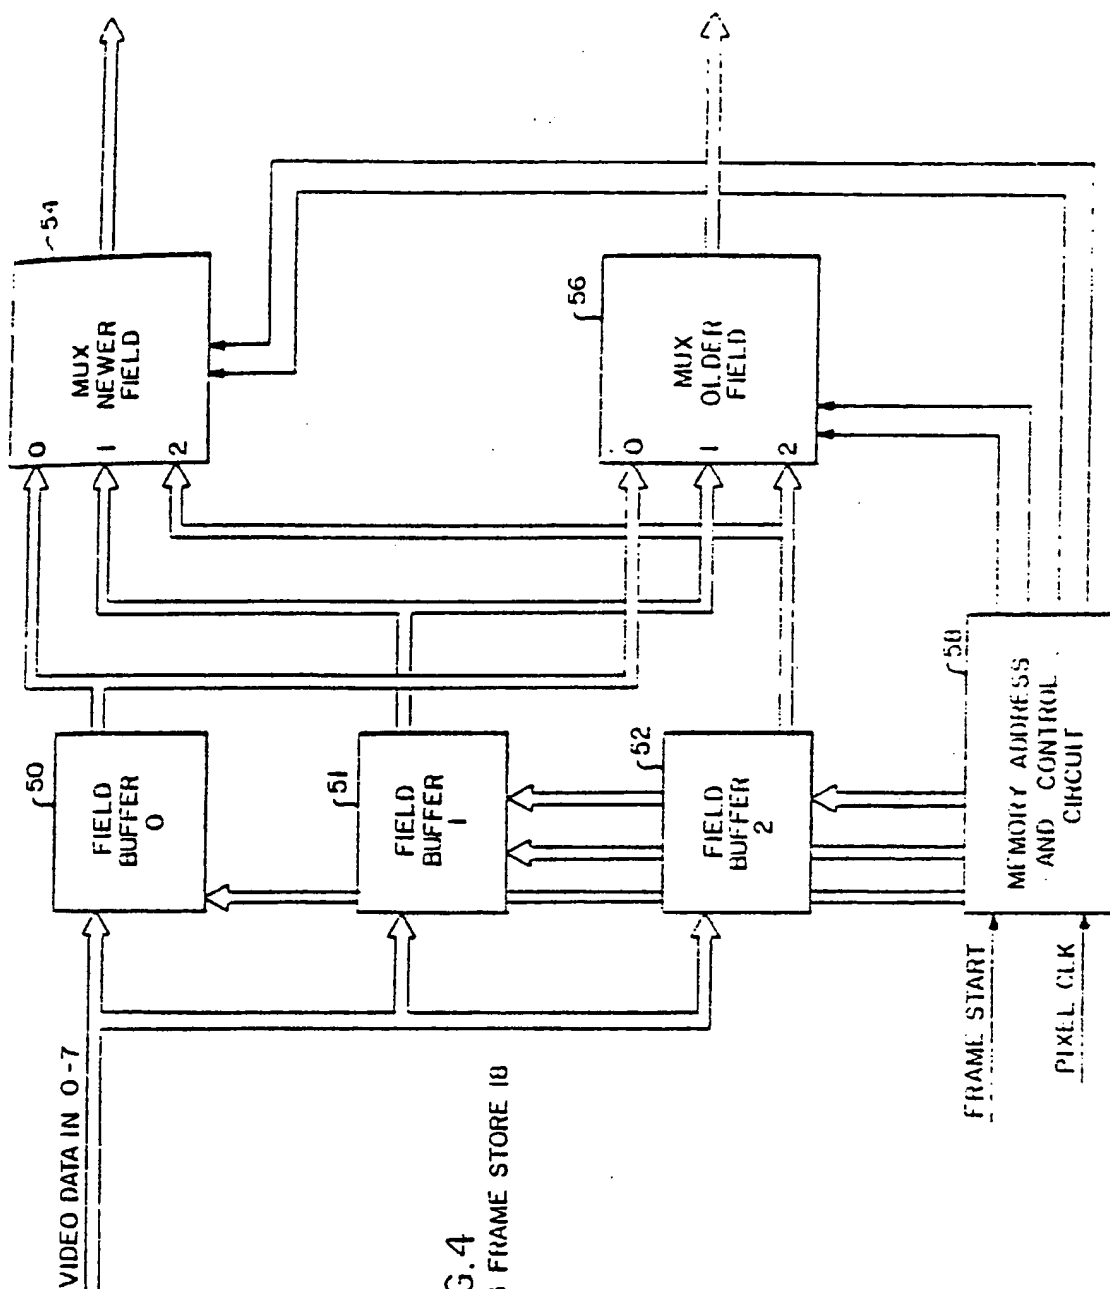 VIDEO DATA IN 0-7
50
FIELD
BUFFER
0
51
FIELD
BUFFER
1
52
FIELD
BUFFER
2
54
MUX
NEWER
FIELD
0
1
2
56
MUX
OLDER
FIELD
0
1
2
58
MEMORY ADDRESS
AND CONTROL
CIRCUIT
FRAME START
PIXEL CLK
G.4
FRAME STORE 18